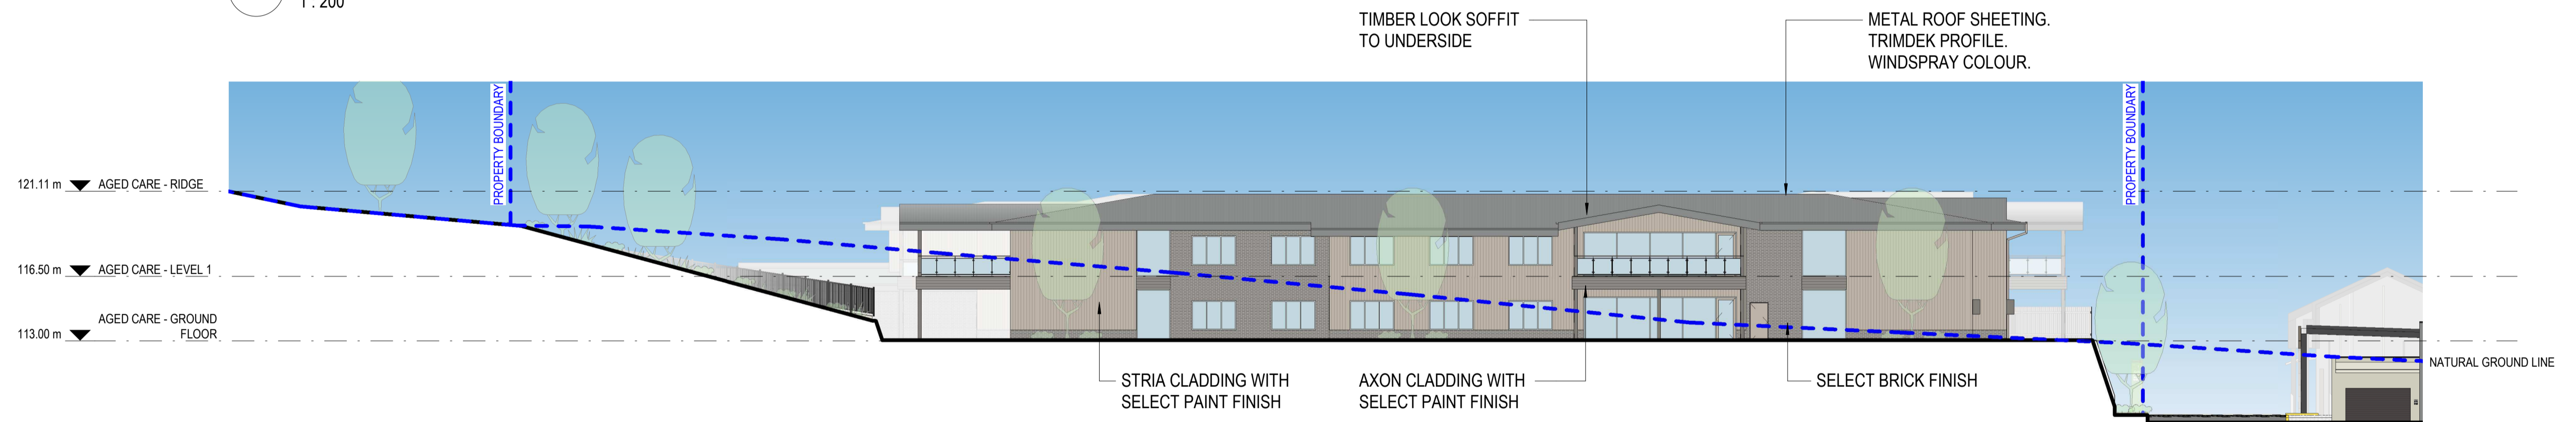 1 : 200
TIMBER LOOK SOFFIT
TO UNDERSIDE
METAL ROOF SHEETING.
TRIMDEK PROFILE.
WINDSPRAY COLOUR.
PROPERTY BOUNDARY
PROPERTY BOUNDARY
121.11 m AGED CARE - RIDGE
116.50 m AGED CARE - LEVEL 1
113.00 m AGED CARE - GROUND
FLOOR
NATURAL GROUND LINE
STRIA CLADDING WITH
SELECT PAINT FINISH
AXON CLADDING WITH
SELECT PAINT FINISH
SELECT BRICK FINISH